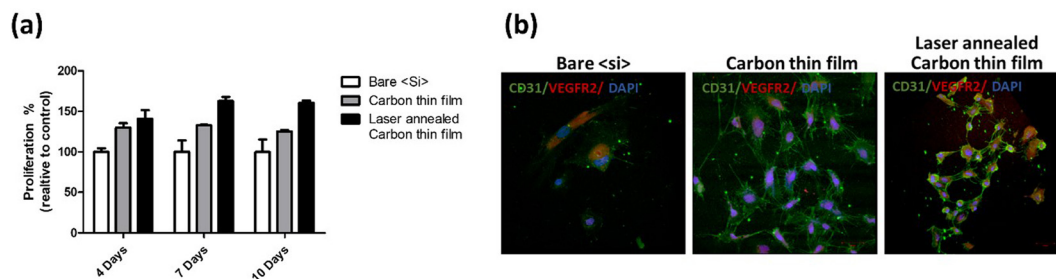 (a)
200
150
100
50
0
Proliferation %
(realtive to control)
4 Days
7 Days
10 Days
Bare <Si>
Carbon thin film
Laser annealed
Carbon thin film
(b)
Bare <si>
CD31/VEGFR2/ DAPI
Carbon thin film
CD31/VEGFR2/ DAPI
Laser annealed
Carbon thin film
CD31/VEGFR2/ DAPI